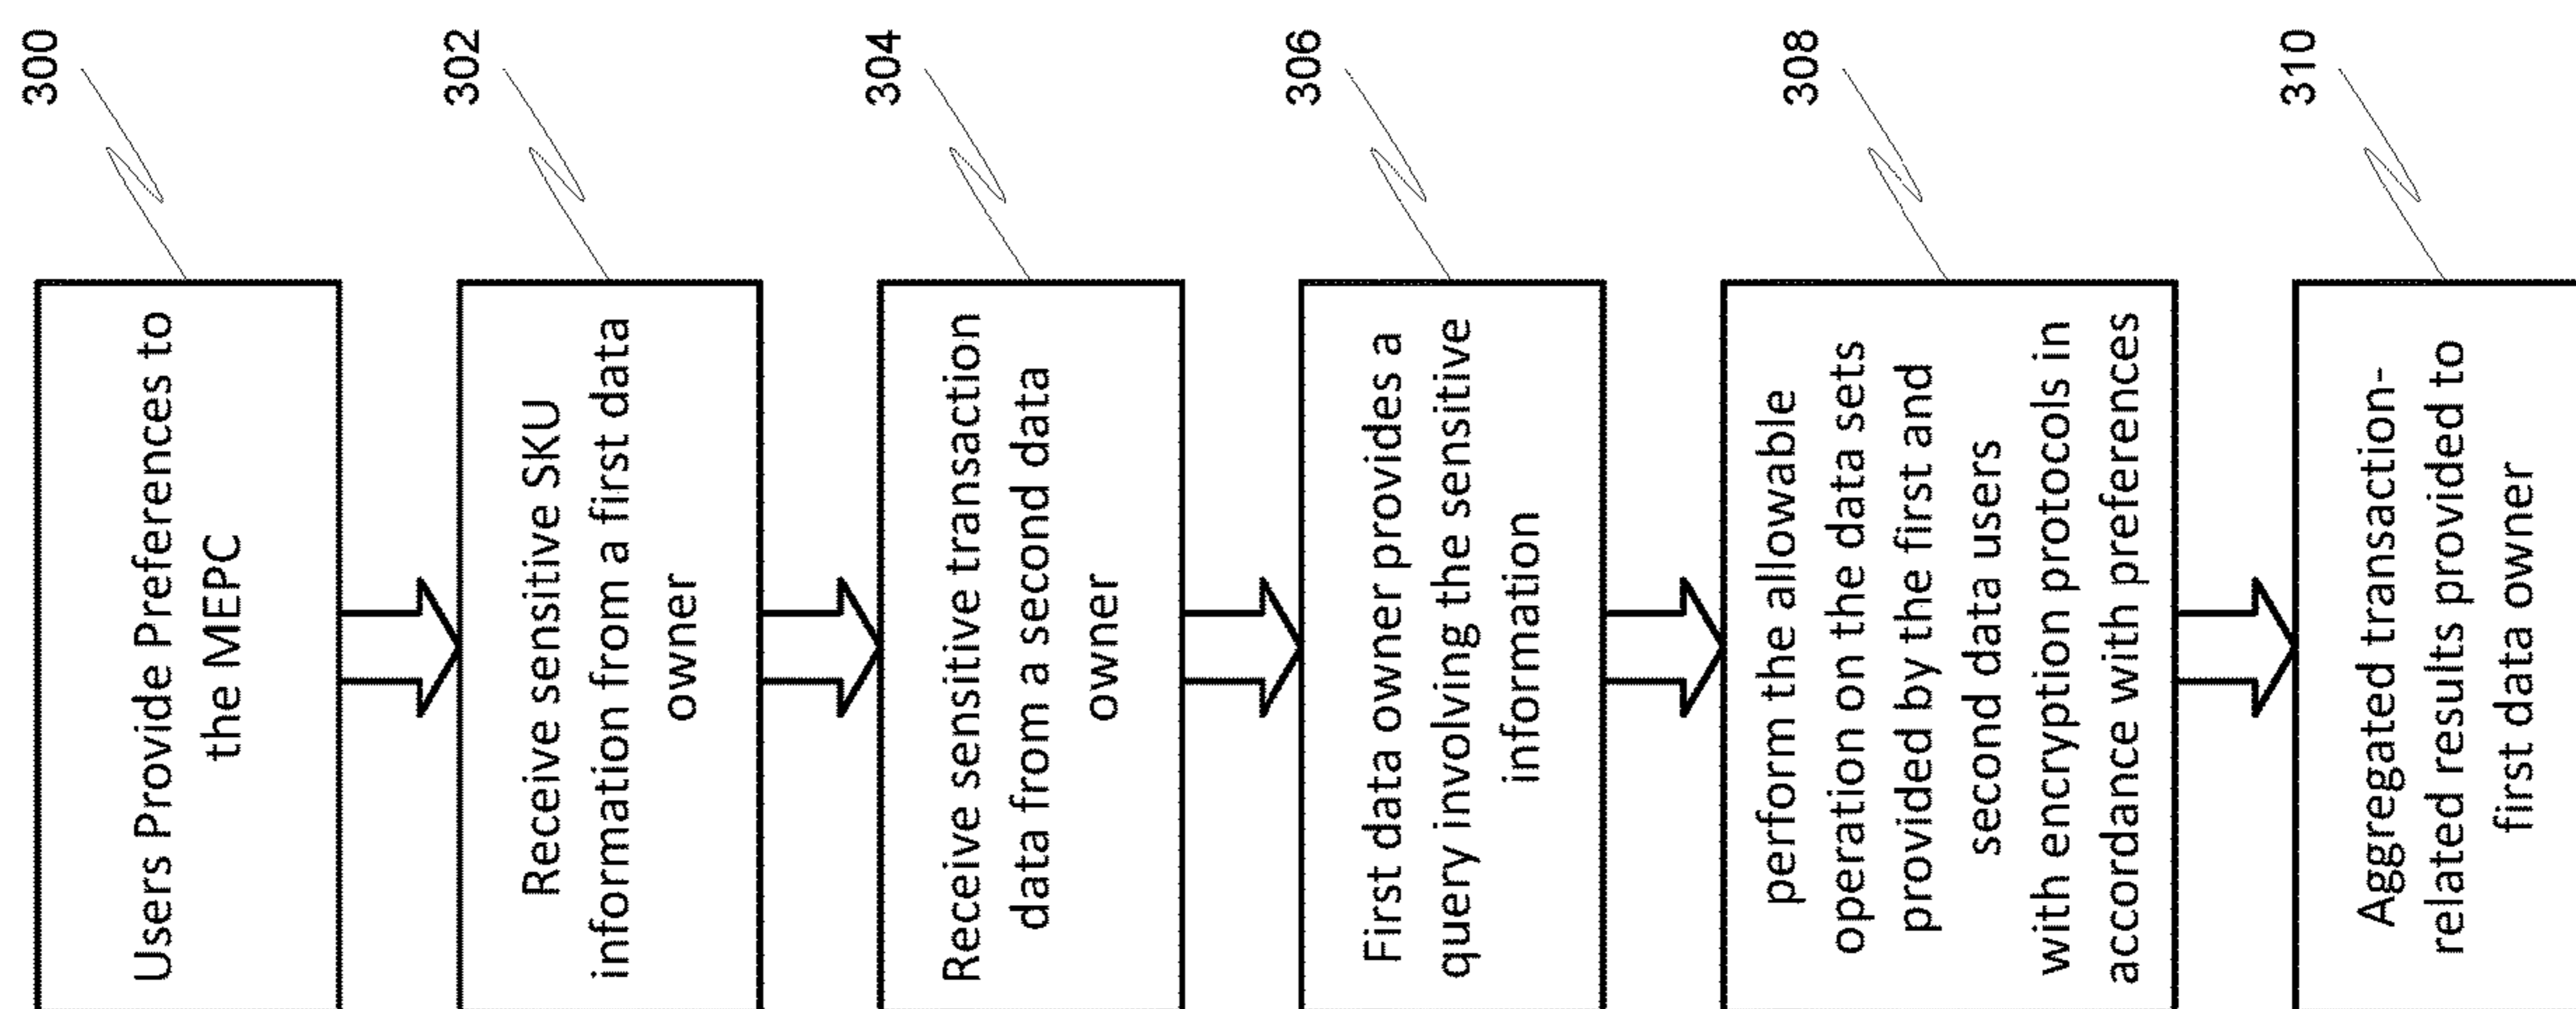 300
Users Provide Preferences to
the MEPC
302
Receive sensitive SKU
information from a first data
owner
304
Receive sensitive transaction
data from a second data
owner
306
First data owner provides a
query involving the sensitive
information
308
perform the allowable
operation on the data sets
provided by the first and
second data users
with encryption protocols in
accordance with preferences
310
Aggregated transaction-
related results provided to
first data owner